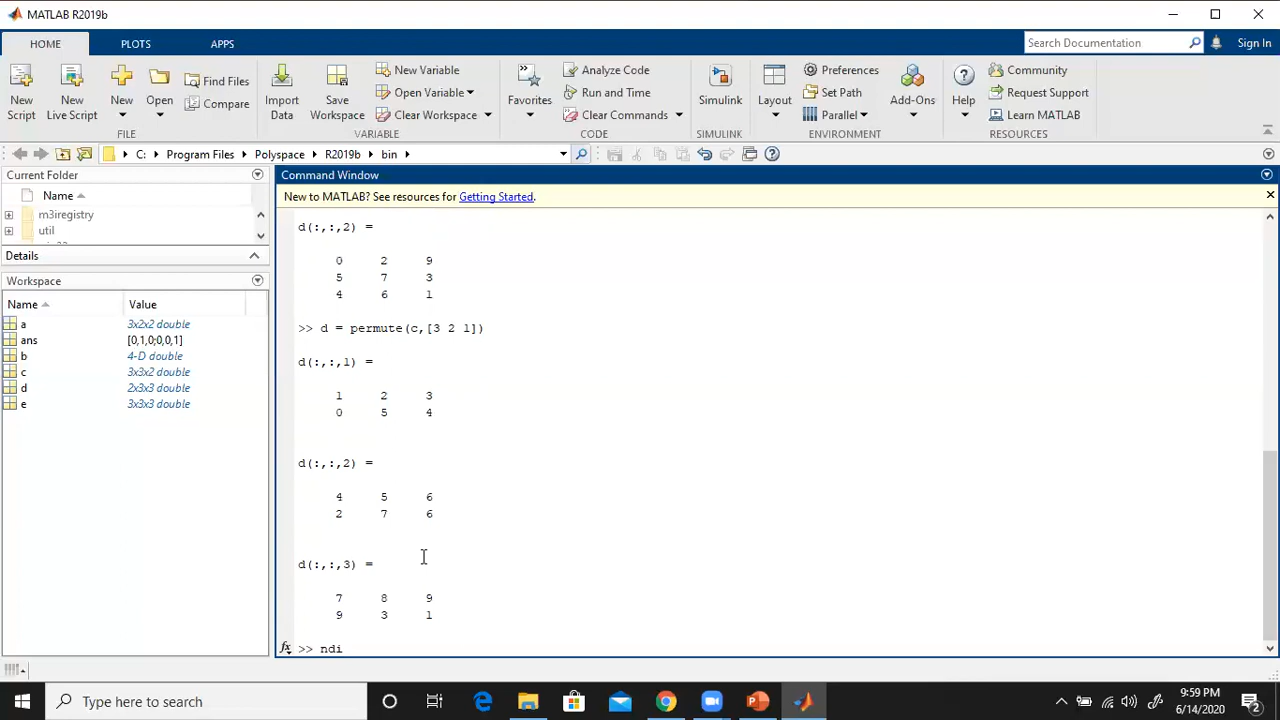 MATLAB R2019b
HOME PLOTS APPS Search Documentation Sign In
New Script New Live Script New Open Find Files Compare Import Data Save Workspace New Variable Open Variable Clear Workspace Favorites Analyze Code Run and Time Clear Commands Simulink Layout Preferences Set Path Parallel Add-Ons Help Community Request Support Learn MATLAB
FILE VARIABLE CODE SIMULINK ENVIRONMENT RESOURCES
C: Program Files Polyspace R2019b bin
Current Folder
Name
m3iregistry
util
Details
Workspace
Name Value
a 3x2x2 double
ans [0,1,0;0,0,1]
b 4-D double
c 3x3x2 double
d 2x3x3 double
e 3x3x3 double
Command Window
New to MATLAB? See resources for Getting Started.
d(:,:,2) =
0 2 9
5 7 3
4 6 1
>> d = permute(c,[3 2 1])
d(:,:,1) =
1 2 3
0 5 4
d(:,:,2) =
4 5 6
2 7 6
d(:,:,3) =
7 8 9
9 3 1
fx >> ndi
Type here to search
9:59 PM
6/14/2020
2